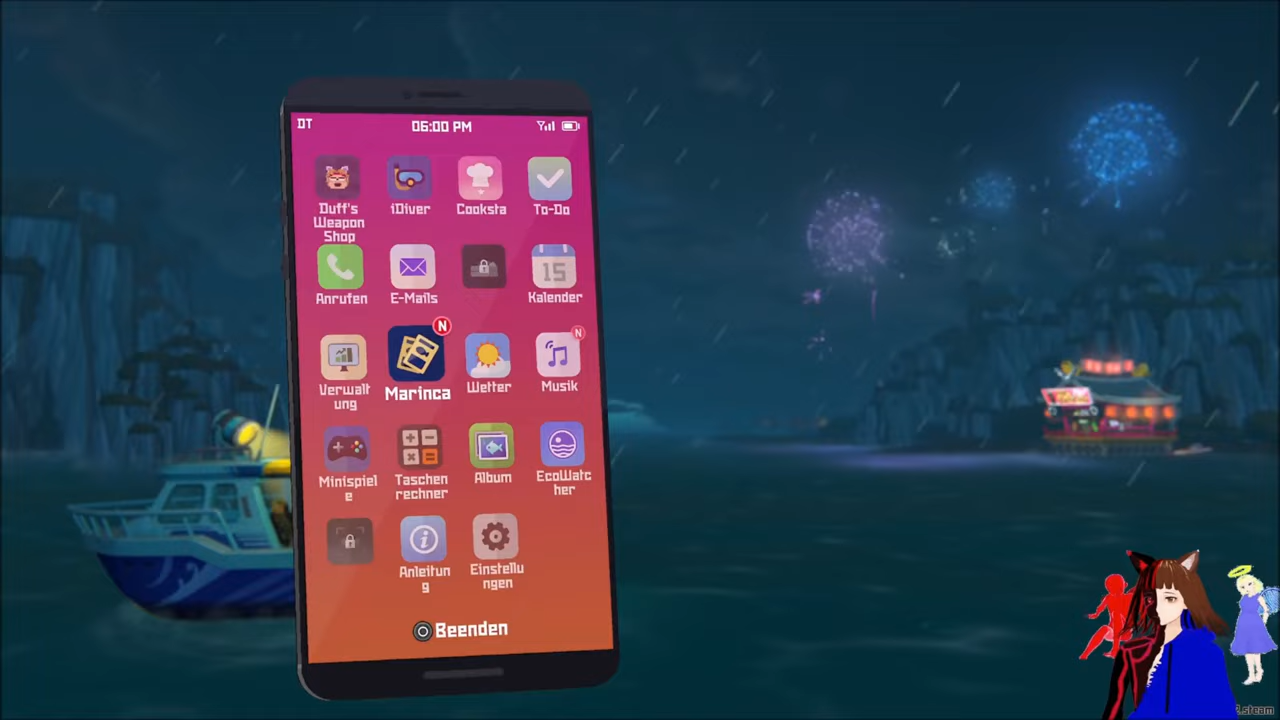 DT
06:00 PM
Duff's
Weapon
Shop
iDiver
Cooksta
To-Do
Anrufen
E-Mails
15
Kalender
N
N
Verwalt
ung
Marinca
Wetter
Musik
Minispiel
e
Taschen
rechner
Album
EcoWatc
her
Anleitun
g
Einstellu
ngen
Beenden
.steam